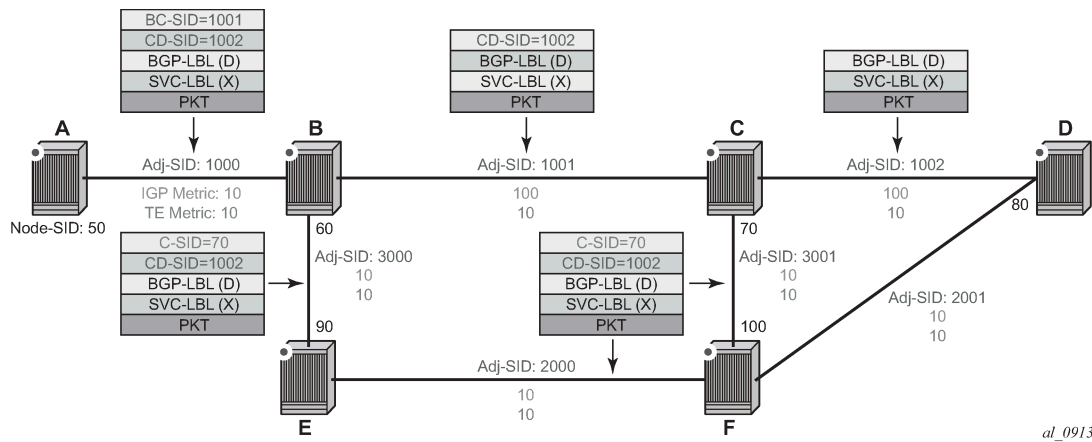 BC-SID=1001
CD-SID=1002
BGP-LBL (D)
SVC-LBL (X)
PKT
CD-SID=1002
BGP-LBL (D)
SVC-LBL (X)
PKT
BGP-LBL (D)
SVC-LBL (X)
PKT
A
B
C
D
Adj-SID: 1000
IGP Metric: 10
TE Metric: 10
Adj-SID: 1001
100
10
Adj-SID: 1002
100
10
Node-SID: 50
60
70
80
C-SID=70
CD-SID=1002
BGP-LBL (D)
SVC-LBL (X)
PKT
Adj-SID: 3000
10
10
C-SID=70
CD-SID=1002
BGP-LBL (D)
SVC-LBL (X)
PKT
Adj-SID: 3001
10
10
Adj-SID: 2001
10
10
90
100
Adj-SID: 2000
10
10
E
F
al_0913